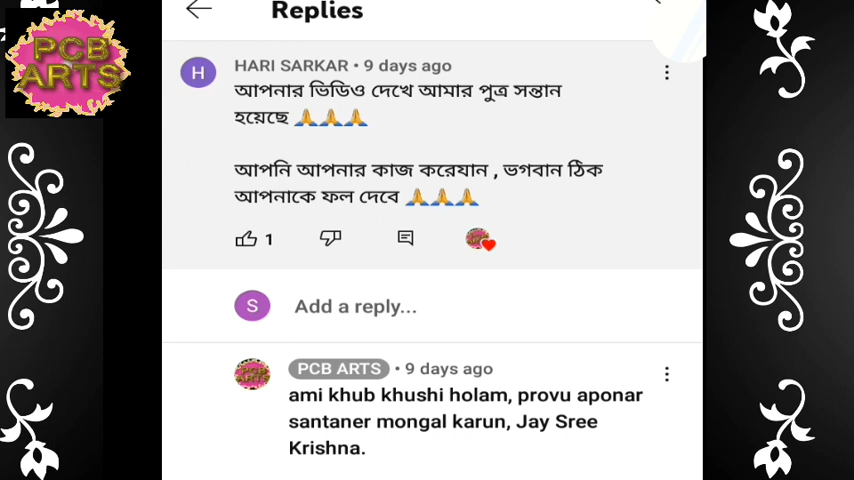 PCB
ARTS
Replies
H
HARI SARKAR • 9 days ago
আপনার ভিডিও দেখে আমার পুত্র সন্তান
হয়েছে 🙏🙏🙏
আপনি আপনার কাজ করেযান , ভগবান ঠিক
আপনাকে ফল দেবে 🙏🙏🙏
1
S
Add a reply...
PCB ARTS • 9 days ago
ami khub khushi holam, provu aponar
santaner mongal karun, Jay Sree
Krishna.